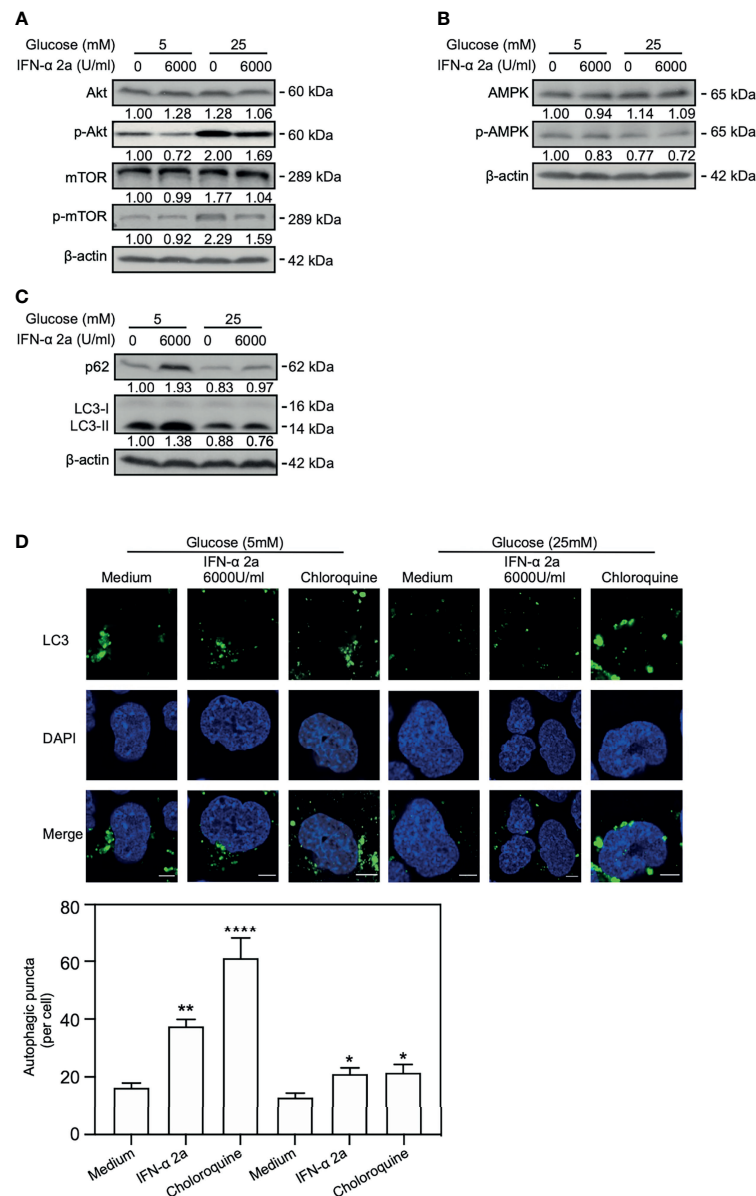 A
Glucose (mM) 5 25
IFN-α 2a (U/ml) 0 6000 0 6000
Akt - 60 kDa
1.00 1.28 1.28 1.06
p-Akt - 60 kDa
1.00 0.72 2.00 1.69
mTOR - 289 kDa
1.00 0.99 1.77 1.04
p-mTOR - 289 kDa
1.00 0.92 2.29 1.59
β-actin - 42 kDa
B
Glucose (mM) 5 25
IFN-α 2a (U/ml) 0 6000 0 6000
AMPK - 65 kDa
1.00 0.94 1.14 1.09
p-AMPK - 65 kDa
1.00 0.83 0.77 0.72
β-actin - 42 kDa
C
Glucose (mM) 5 25
IFN-α 2a (U/ml) 0 6000 0 6000
p62 -62 kDa
1.00 1.93 0.83 0.97
LC3-I - 16 kDa
LC3-II - 14 kDa
1.00 1.38 0.88 0.76
β-actin -42 kDa
D
Glucose (5mM) Glucose (25mM)
IFN-α 2a IFN-α 2a
Medium 6000U/ml Chloroquine Medium 6000U/ml Chloroquine
LC3
DAPI
Merge
Autophagic puncta
(per cell)
80
60
40
20
0
** **** * *
Medium IFN-α 2a Choloroquine Medium IFN-α 2a Choloroquine